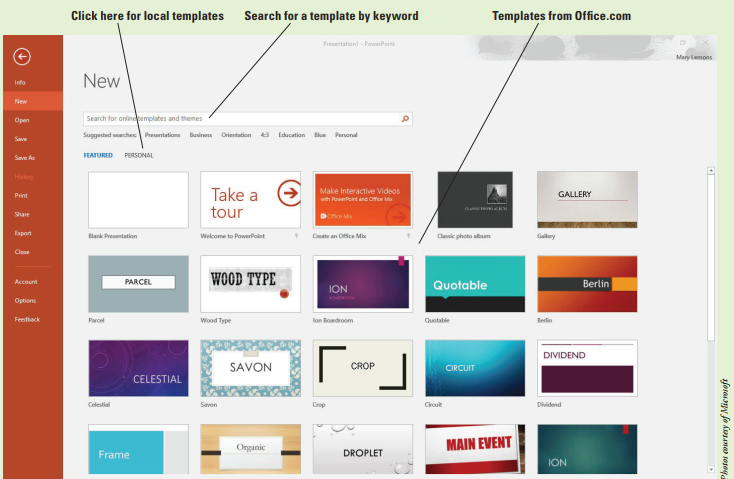 Click here for local templates Search for a template by keyword Templates from Office.com
Presentation1 - PowerPoint
Mary Lemons
Info
New
Open
Save
Save As
History
Print
Share
Export
Close
Account
Options
Feedback
New
Search for online templates and themes
Suggested searches: Presentations Business Orientation 4:3 Education Blue Personal
FEATURED PERSONAL
Take a
tour
Make Interactive Videos
with PowerPoint and Office Mix
Office Mix
CLASSIC PHOTO ALBUM
GALLERY
Blank Presentation Welcome to PowerPoint Create an Office Mix Classic photo album Gallery
PARCEL
WOOD TYPE
ION
BOARDROOM
Quotable
Berlin
Parcel Wood Type Ion Boardroom Quotable Berlin
CELESTIAL
SAVON
CROP
CIRCUIT
DIVIDEND
Celestial Savon Crop Circuit Dividend
Frame
Organic
DROPLET
MAIN EVENT
ION
Photos courtesy of Microsoft